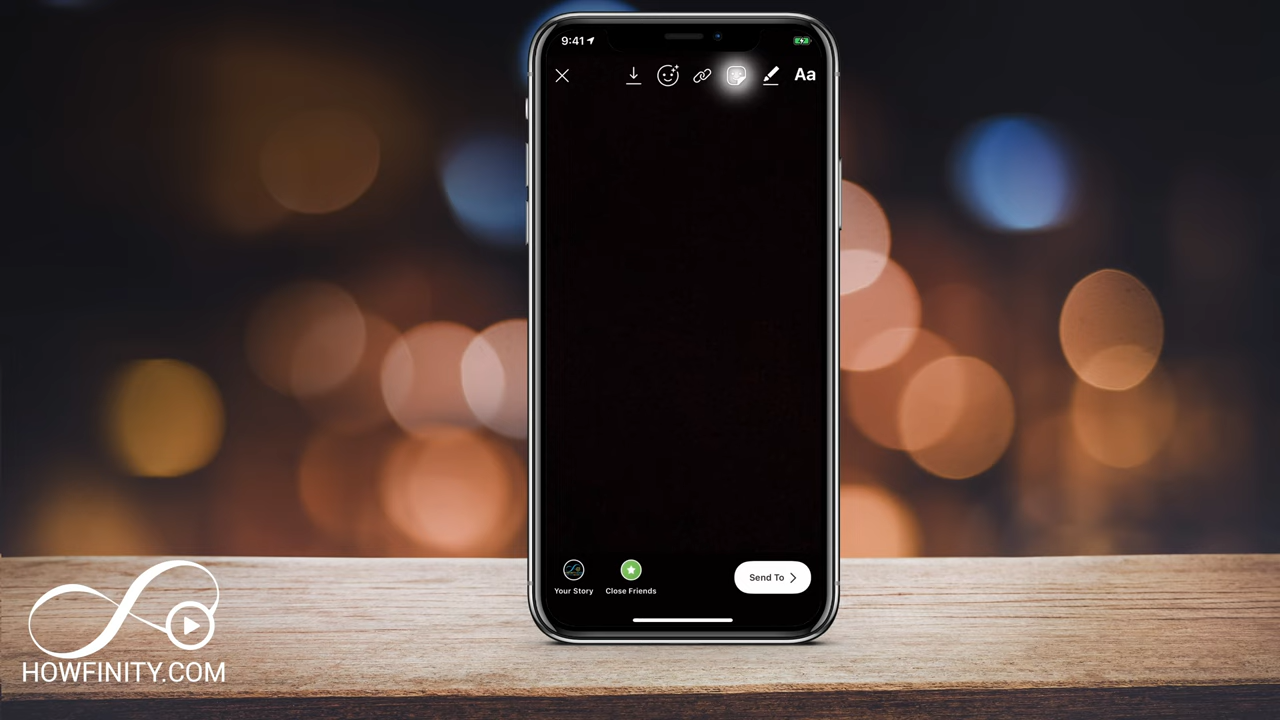 9:41
Aa
Your Story
Close Friends
Send To
HOWFINITY.COM